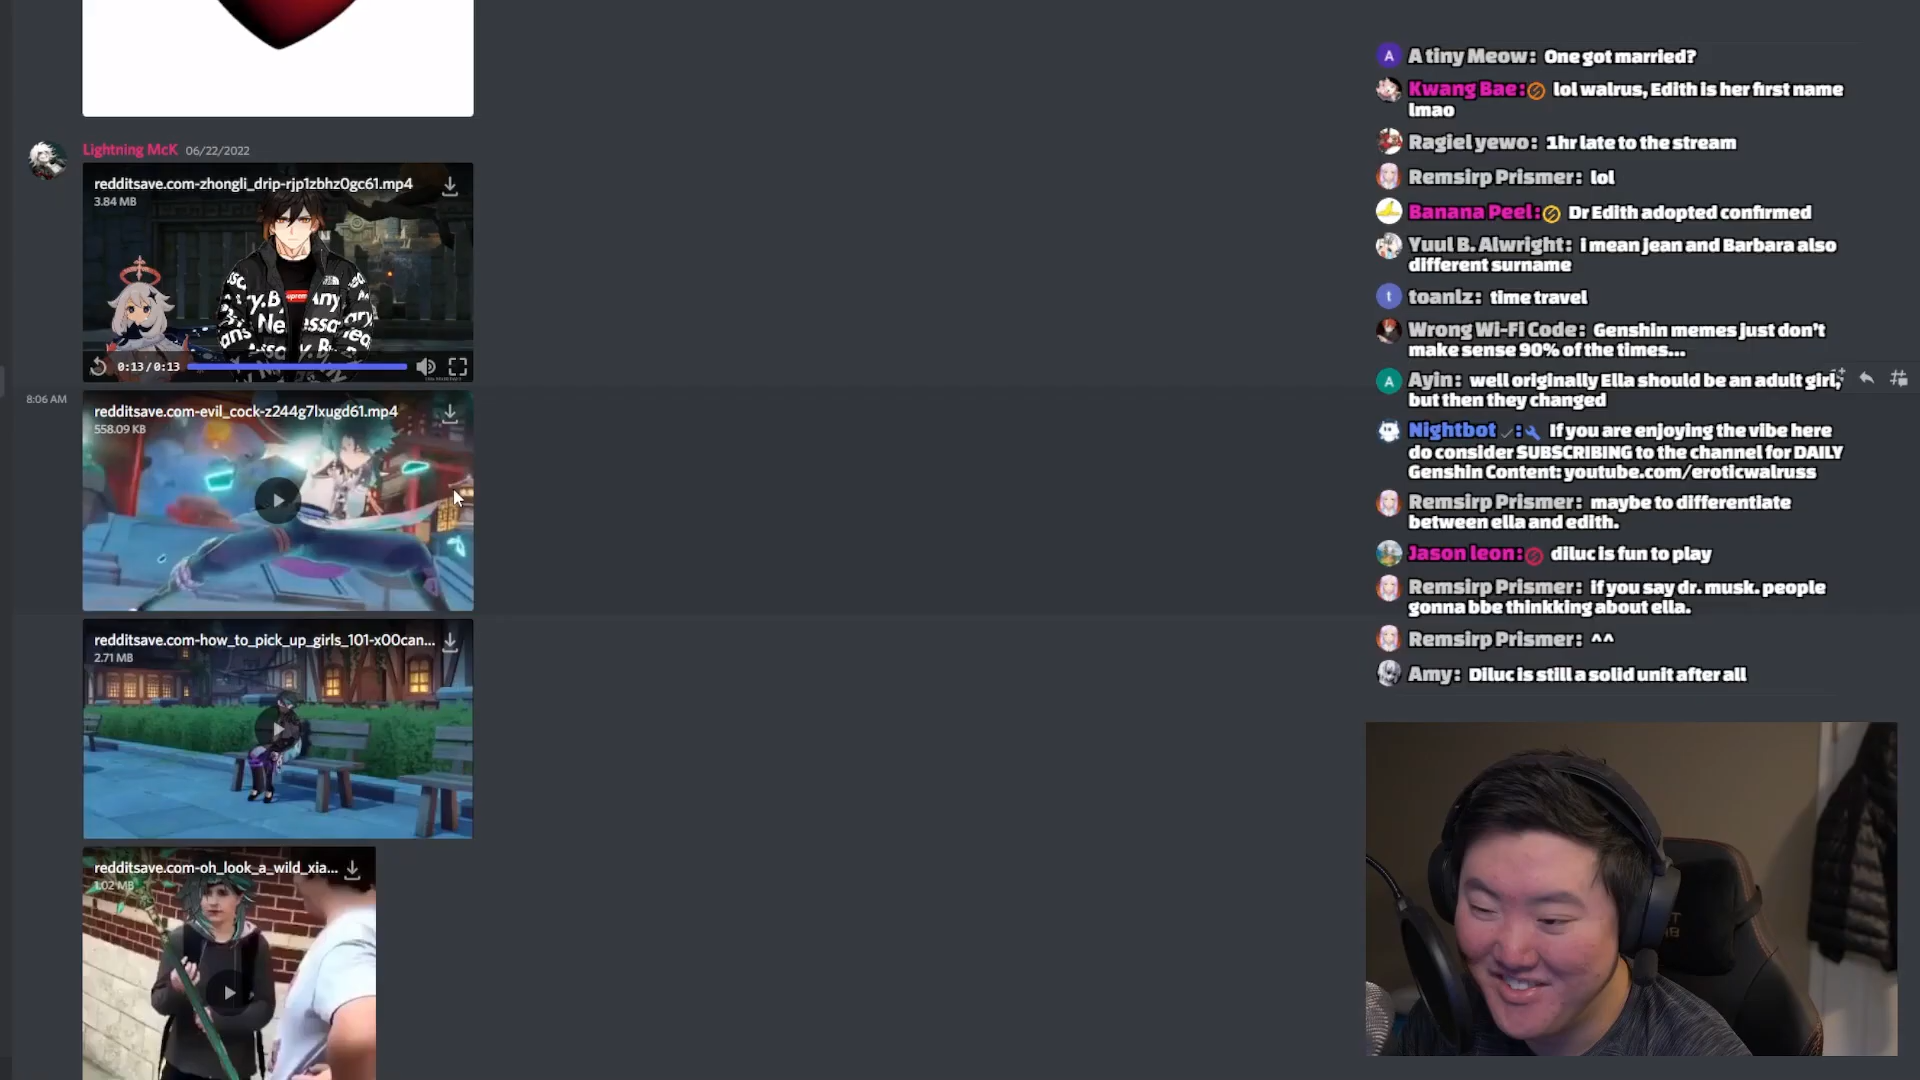 Lightning McK 06/22/2022
redditsave.com-zhongli_drip-rjp1zbhz0gc61.mp4
3.84 MB
0:13/0:13
8:06 AM
redditsave.com-evil_cock-z244g7lxugd61.mp4
558.09 KB
redditsave.com-how_to_pick_up_girls_101-x00can...
2.71 MB
redditsave.com-oh_look_a_wild_xia...
1.02 MB
A tiny Meow: One got married?
Kwang Bae: lol walrus, Edith is her first name
lmao
Ragiel yewo: 1hr late to the stream
Remsirp Prismer: lol
Banana Peel: Dr Edith adopted confirmed
Yuul B. Alwright: i mean jean and Barbara also
different surname
toanlz: time travel
Wrong Wi-Fi Code: Genshin memes just don't
make sense 90% of the times...
Ayin: well originally Ella should be an adult girl,
but then they changed
Nightbot: If you are enjoying the vibe here
do consider SUBSCRIBING to the channel for DAILY
Genshin Content: youtube.com/eroticwalruss
Remsirp Prismer: maybe to differentiate
between ella and edith.
Jason leon: diluc is fun to play
Remsirp Prismer: if you say dr. musk. people
gonna bbe thinkking about ella.
Remsirp Prismer: ^^
Amy: Diluc is still a solid unit after all